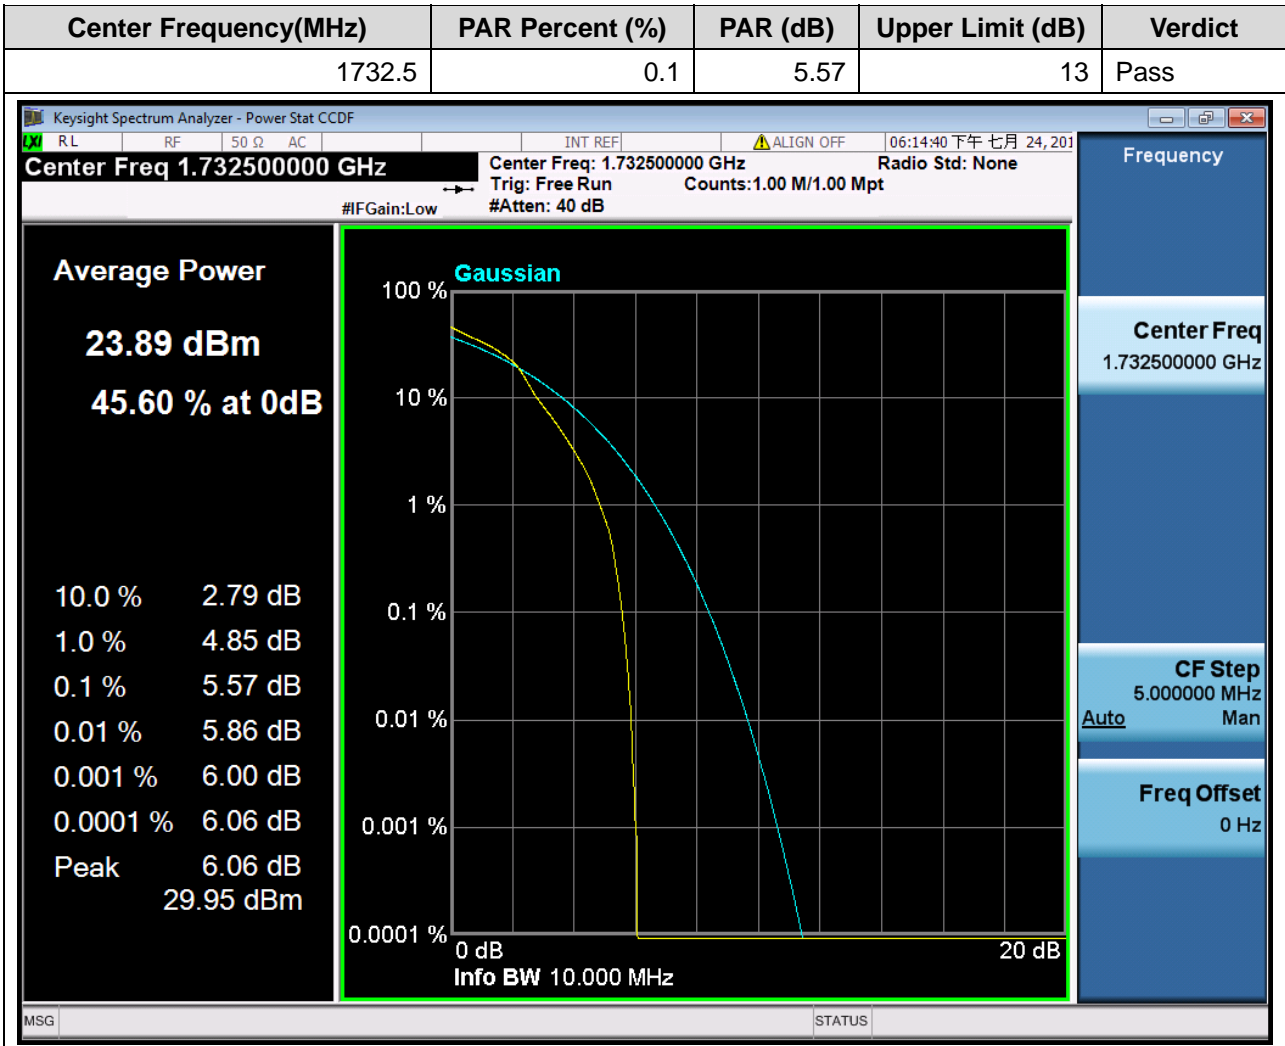 Center Frequency(MHz) PAR Percent (%) PAR (dB) Upper Limit (dB) Verdict
1732.5 0.1 5.57 13 Pass
Keysight Spectrum Analyzer - Power Stat CCDF
LXI RL RF 50 Ω AC INT REF ALIGN OFF 06:14:40 下午 七月 24, 201
Center Freq 1.732500000 GHz
Center Freq: 1.732500000 GHz Radio Std: None
Trig: Free Run Counts:1.00 M/1.00 Mpt
#IFGain:Low #Atten: 40 dB
Average Power
23.89 dBm
45.60 % at 0dB
10.0 % 2.79 dB
1.0 % 4.85 dB
0.1 % 5.57 dB
0.01 % 5.86 dB
0.001 % 6.00 dB
0.0001 % 6.06 dB
Peak 6.06 dB
29.95 dBm
Gaussian
100 %
10 %
1 %
0.1 %
0.01 %
0.001 %
0.0001 %
0 dB 20 dB
Info BW 10.000 MHz
Frequency
Center Freq
1.732500000 GHz
CF Step
5.000000 MHz
Auto Man
Freq Offset
0 Hz
MSG STATUS